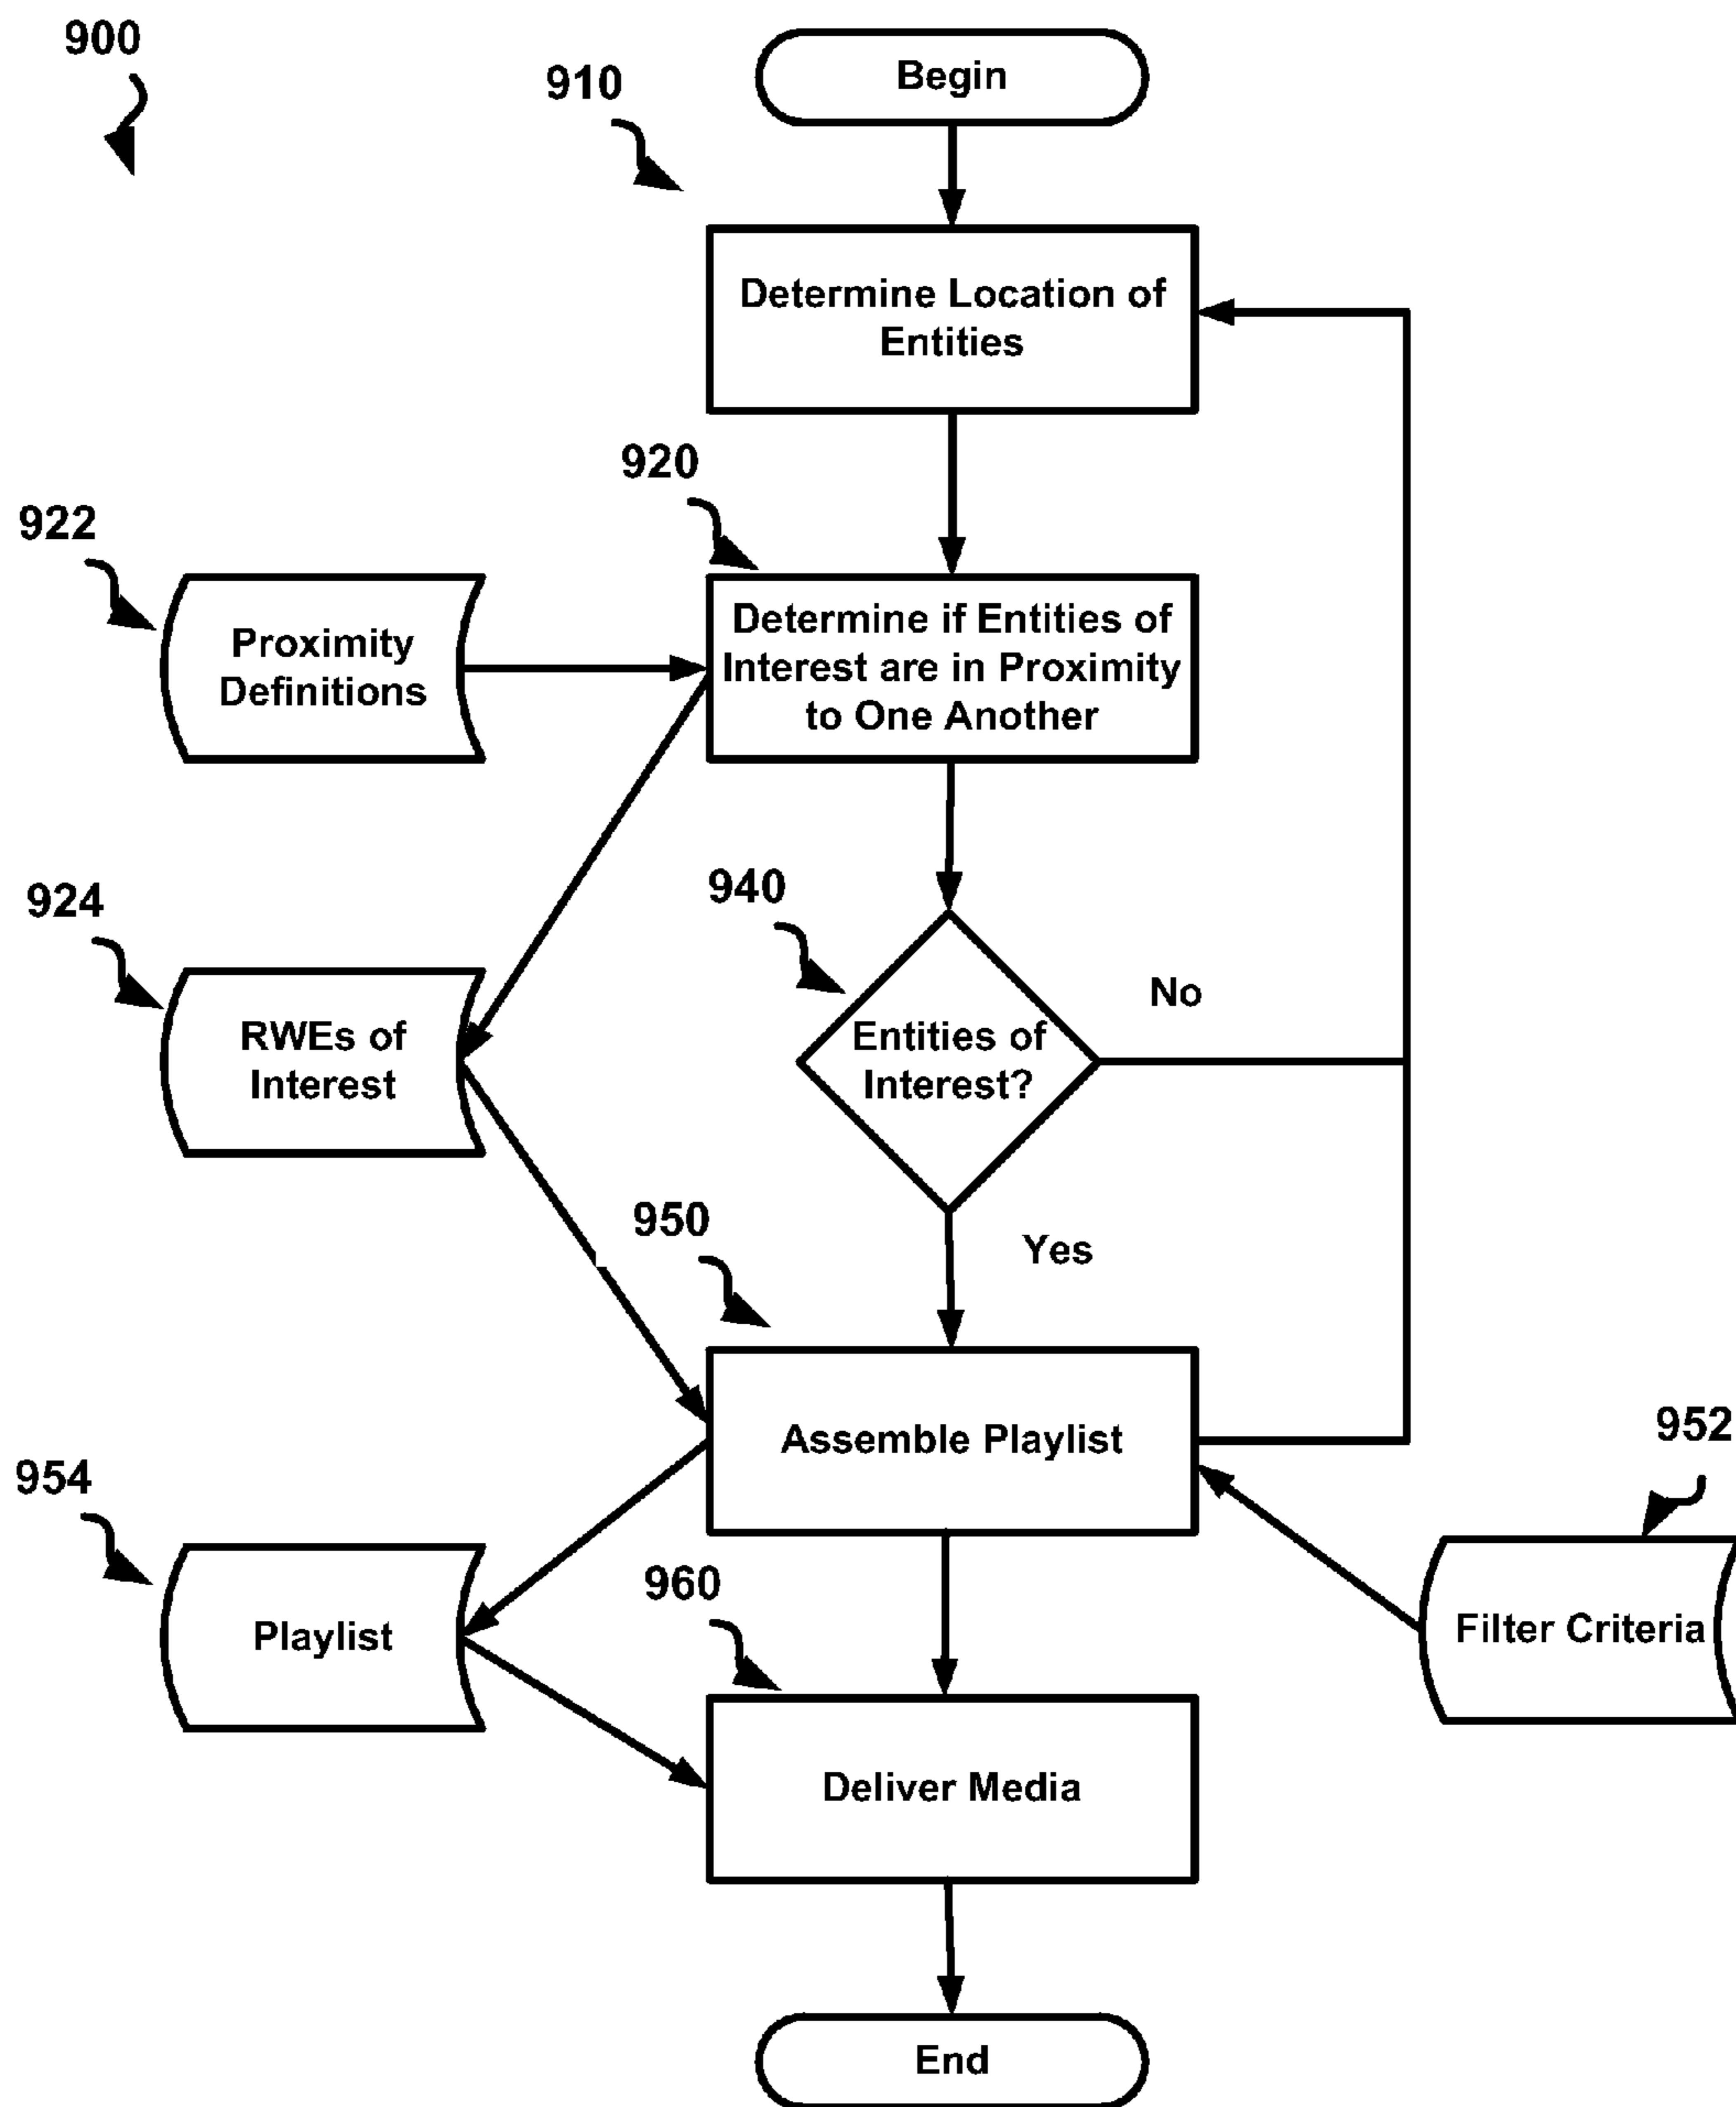 900
910
Begin
Determine Location of
Entities
920
922
Proximity
Definitions
Determine if Entities of
Interest are in Proximity
to One Another
924
940
RWEs of
Interest
Entities of
Interest?
No
950
Yes
Assemble Playlist
952
954
960
Playlist
Filter Criteria
Deliver Media
End